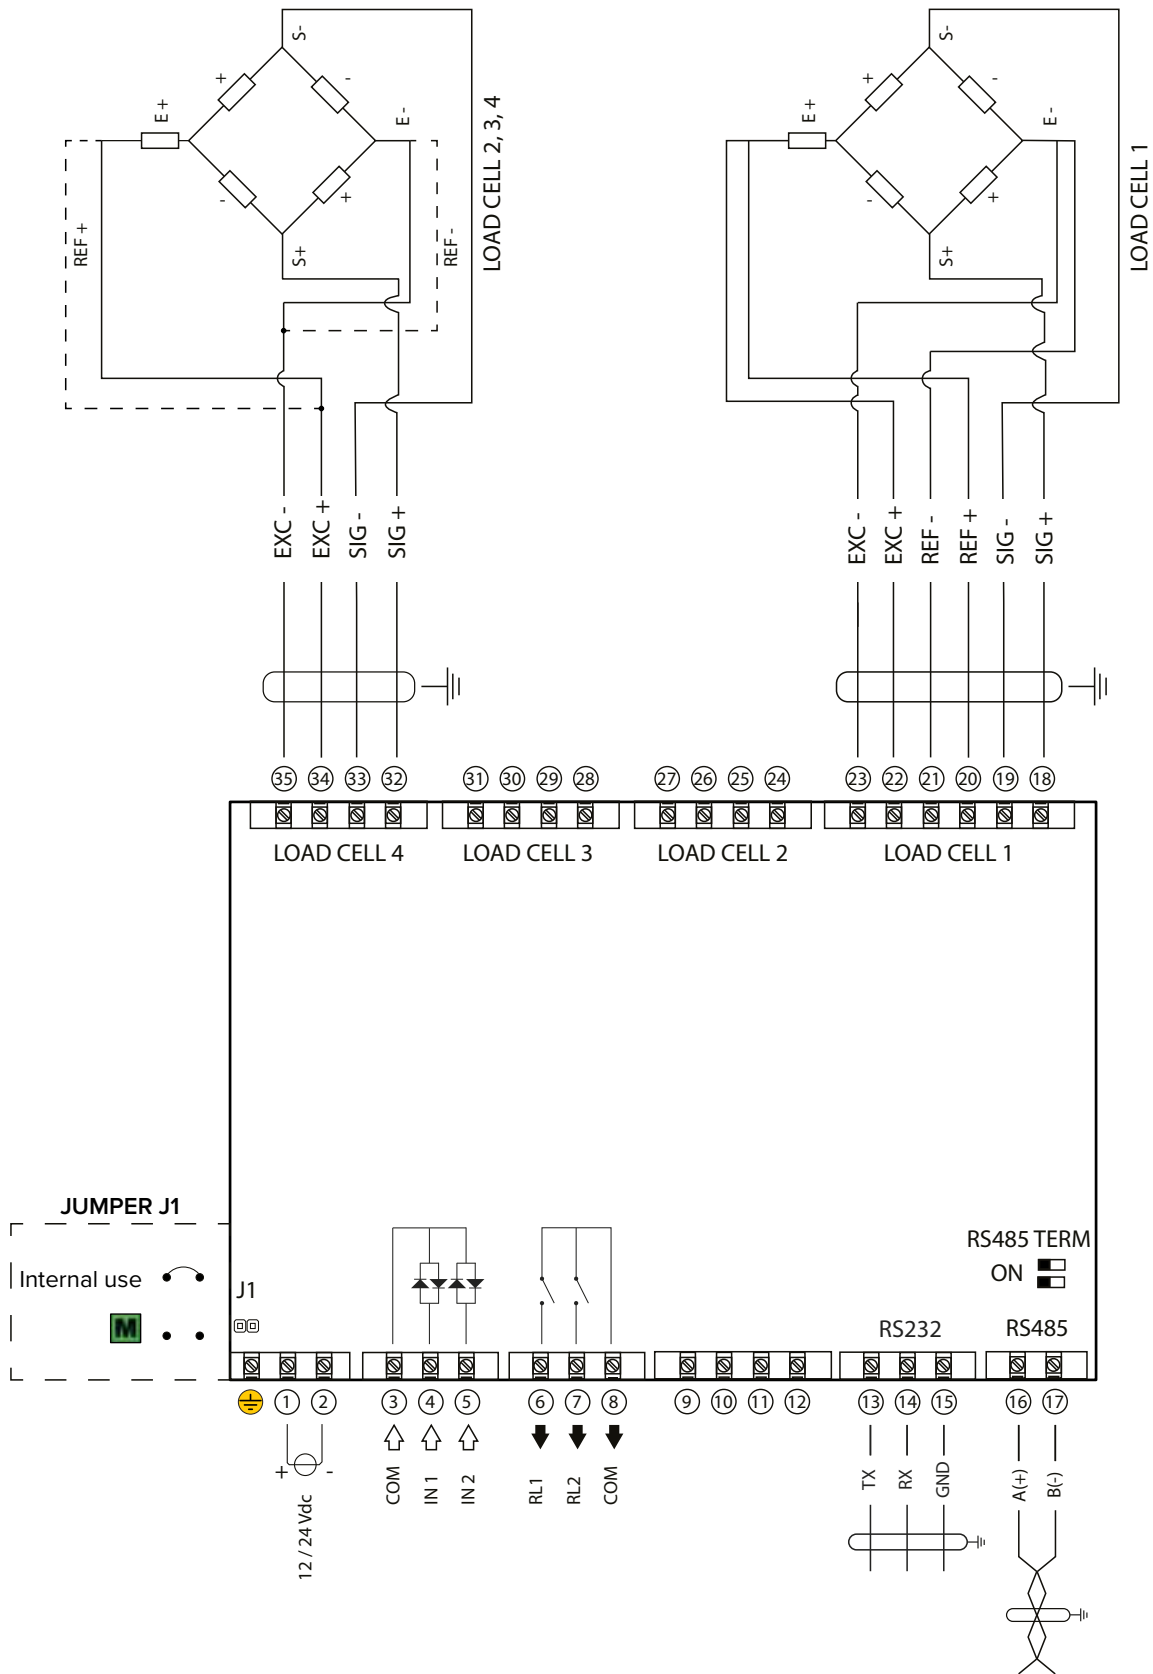 S-
+
-
E +
E -
-
+
REF +
S+
REF -
LOAD CELL 2, 3, 4
S-
+
-
E +
E -
-
+
S+
LOAD CELL 1
EXC -
EXC +
SIG -
SIG +
EXC -
EXC +
REF -
REF +
SIG -
SIG +
35 34 33 32
31 30 29 28
27 26 25 24
23 22 21 20 19 18
LOAD CELL 4
LOAD CELL 3
LOAD CELL 2
LOAD CELL 1
JUMPER J1
Internal use
M
J1
RS485 TERM
ON
RS232
RS485
1 2
3 4 5
6 7 8
9 10 11 12
13 14 15
16 17
+ -
12 / 24 Vdc
COM
IN 1
IN 2
RL1
RL2
COM
TX
RX
GND
A(+)
B(-)